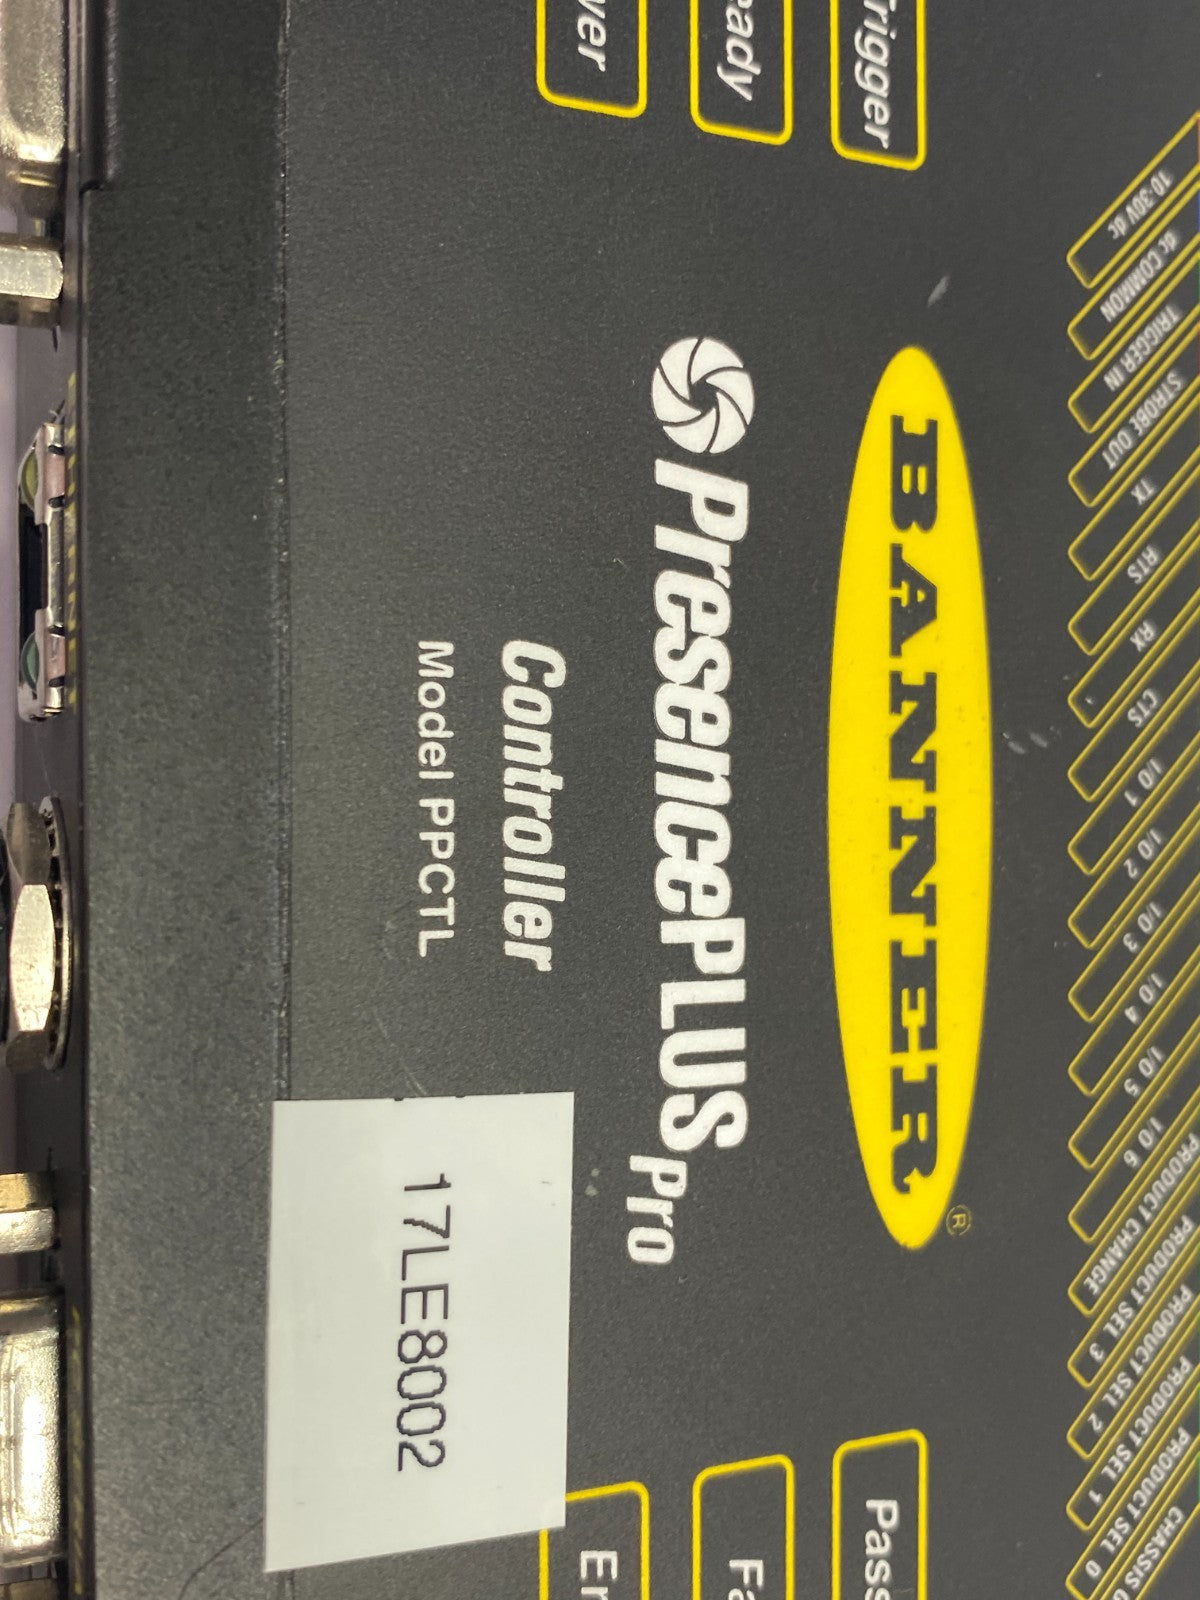 10-30V dc
dc COMMON
TRIGGER IN
STROBE OUT
TX
RTS
RX
CTS
I/O 1
I/O 2
I/O 3
I/O 4
I/O 5
I/O 6
PRODUCT CHANGE
PRODUCT SEL 3
PRODUCT SEL 2
PRODUCT SEL 1
PRODUCT SEL 0
CHASSIS
Trigger
BANNER®
Pass
PresencePLUS Pro
Controller
Model PPCTL
17LE8002